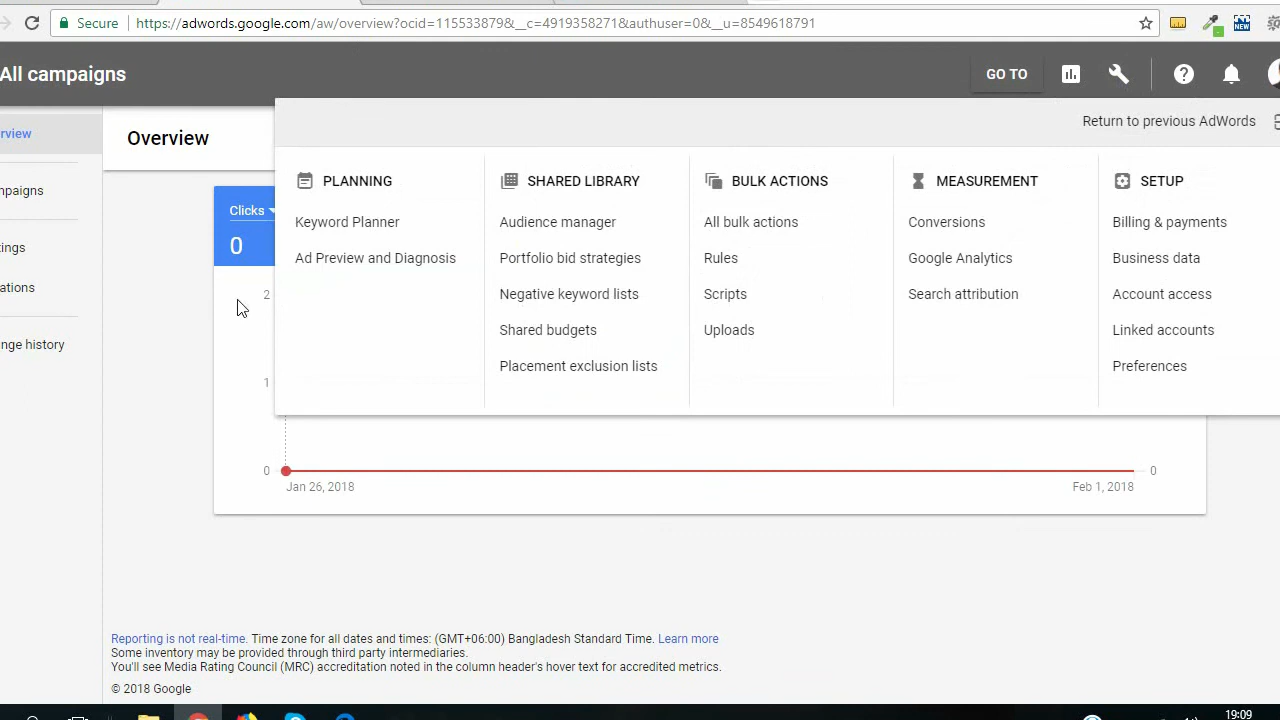 Secure https://adwords.google.com/aw/overview?ocid=115533879&__c=4919358271&authuser=0&__u=8549618791
NEW
All campaigns
GO TO
Return to previous AdWords
rview
Overview
mpaigns
tings
ations
nge history
Clicks
0
PLANNING
Keyword Planner
Ad Preview and Diagnosis
SHARED LIBRARY
Audience manager
Portfolio bid strategies
Negative keyword lists
Shared budgets
Placement exclusion lists
BULK ACTIONS
All bulk actions
Rules
Scripts
Uploads
MEASUREMENT
Conversions
Google Analytics
Search attribution
SETUP
Billing & payments
Business data
Account access
Linked accounts
Preferences
2
1
0
0
Jan 26, 2018
Feb 1, 2018
Reporting is not real-time. Time zone for all dates and times: (GMT+06:00) Bangladesh Standard Time. Learn more
Some inventory may be provided through third party intermediaries.
You'll see Media Rating Council (MRC) accreditation noted in the column header's hover text for accredited metrics.
© 2018 Google
19:09